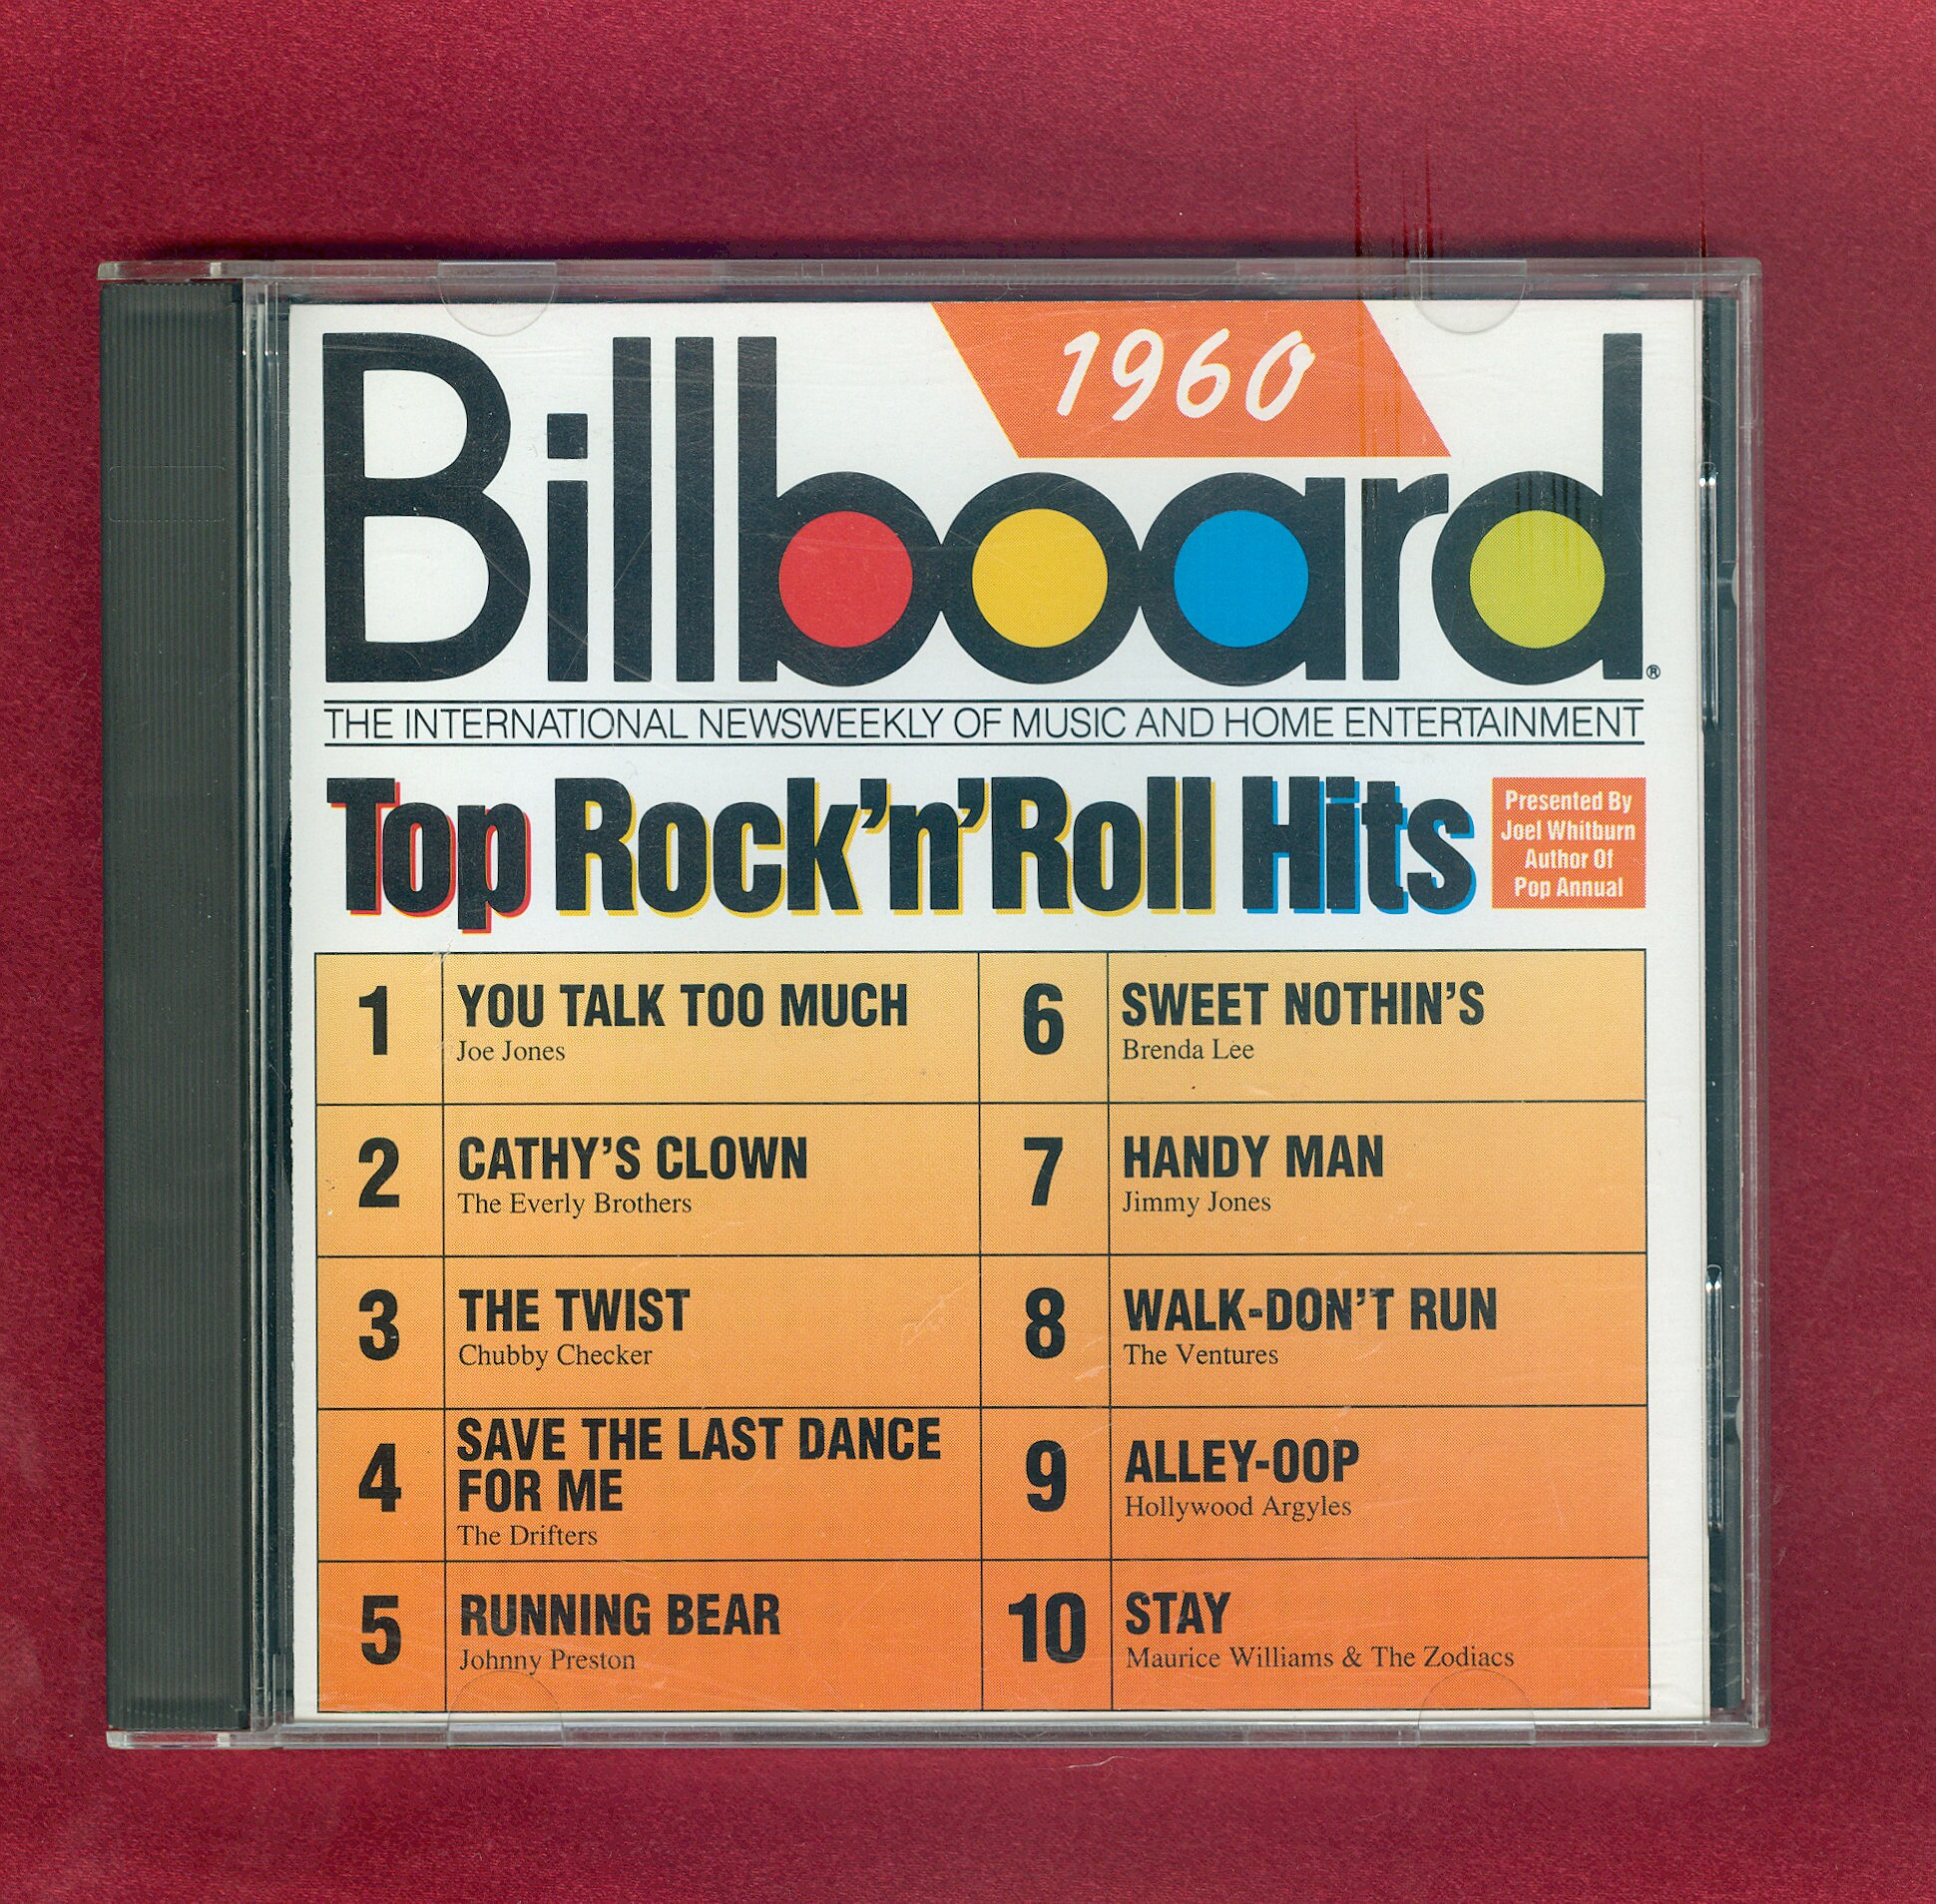 1960
Billboard®
THE INTERNATIONAL NEWSWEEKLY OF MUSIC AND HOME ENTERTAINMENT
Top Rock'n'Roll Hits
Presented By
Joel Whitburn
Author Of
Pop Annual
1 YOU TALK TOO MUCH
Joe Jones
2 CATHY'S CLOWN
The Everly Brothers
3 THE TWIST
Chubby Checker
4 SAVE THE LAST DANCE
FOR ME
The Drifters
5 RUNNING BEAR
Johnny Preston
6 SWEET NOTHIN'S
Brenda Lee
7 HANDY MAN
Jimmy Jones
8 WALK-DON'T RUN
The Ventures
9 ALLEY-OOP
Hollywood Argyles
10 STAY
Maurice Williams & The Zodiacs